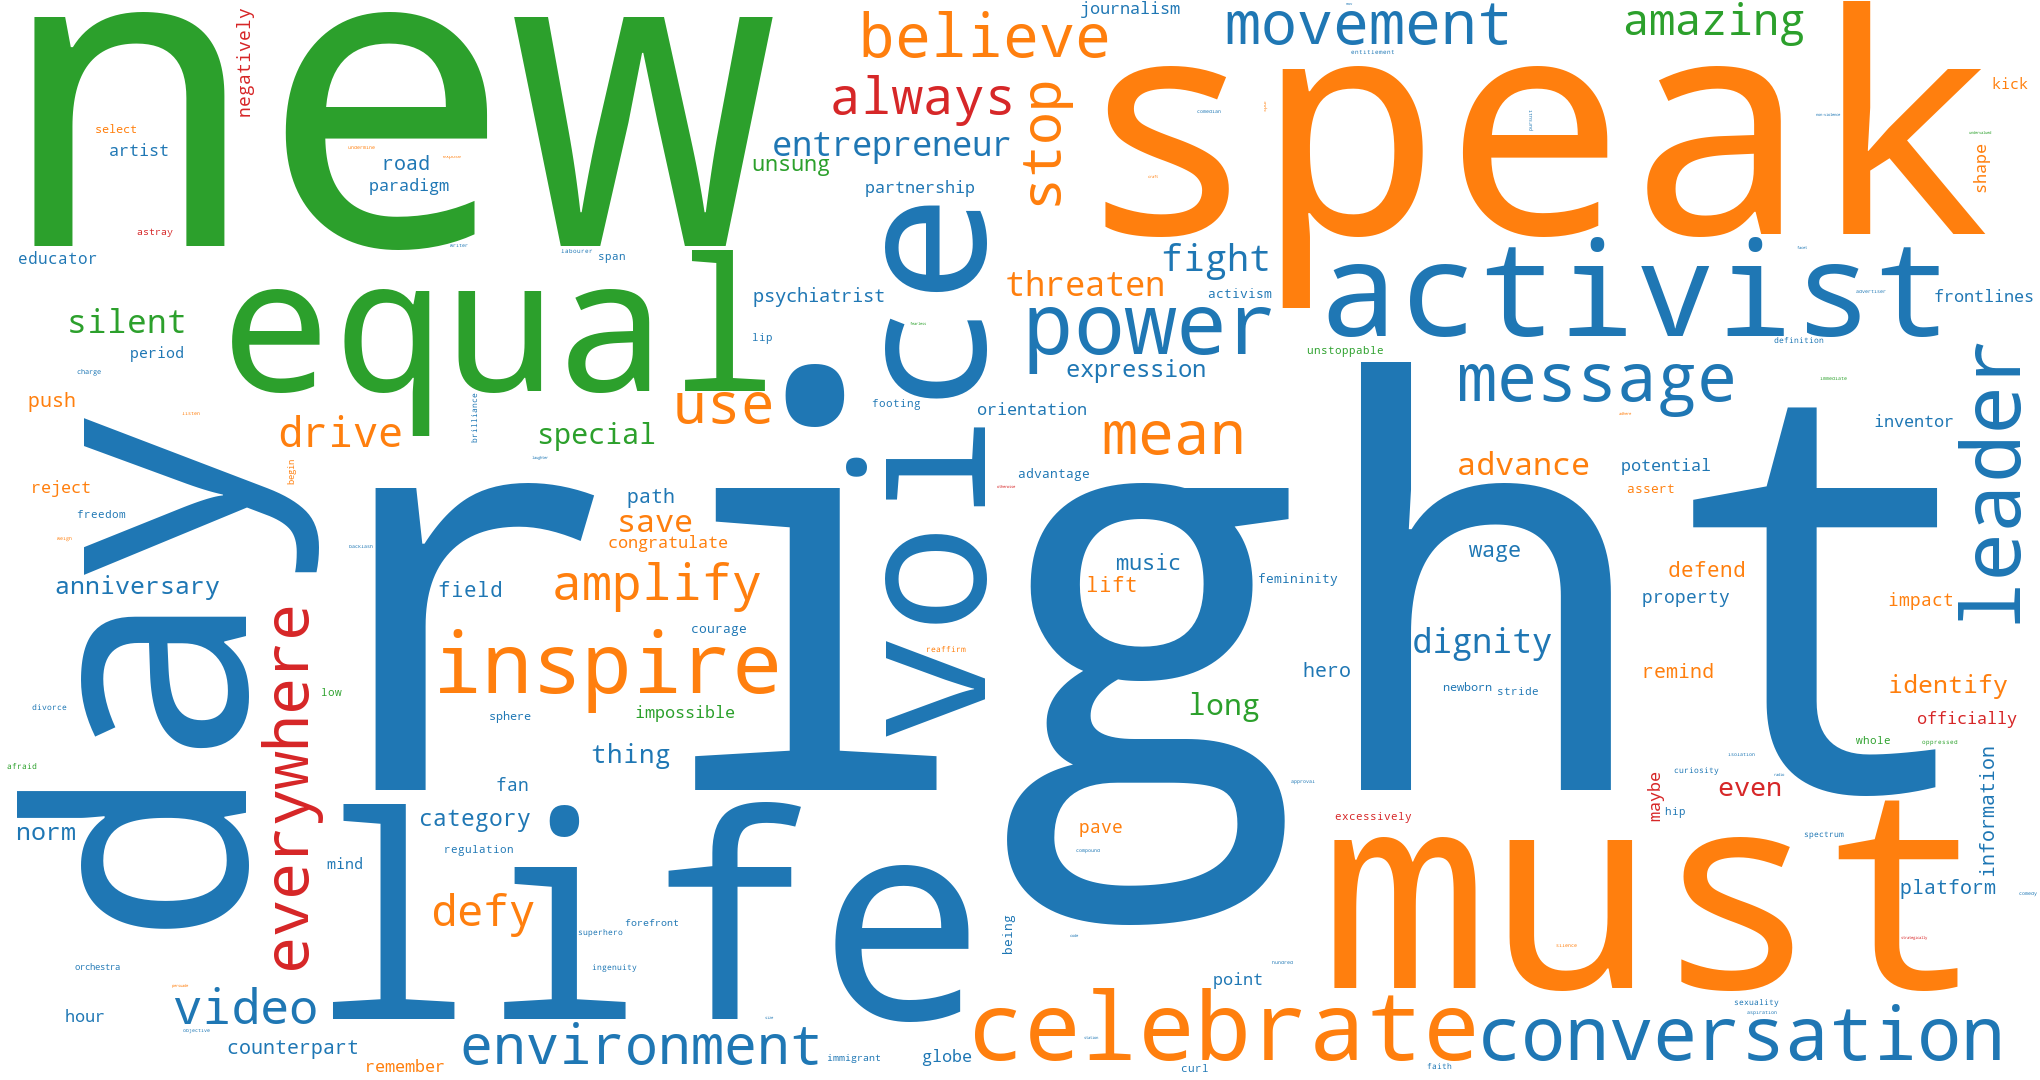 new
speak
believe
journalism
movement
amazing
negatively
always
stop
kick
select
artist
road
paradigm
entrepreneur
unsung
partnership
shape
astray
educator
span
equal
voice
fight
threaten
activism
activist
frontlines
psychiatrist
silent
period
lip
power
expression
unstoppable
definition
message
leader
charge
push
drive
brilliance
special
use
footing
orientation
mean
inventor
begin
reject
freedom
path
save
congratulate
advantage
advance
potential
assert
day
right
anniversary
field
amplify
music
lift
femininity
wage
defend
property
impact
courage
everywhere
inspire
reaffirm
dignity
hero
remind
identify
low
divorce
sphere
impossible
long
newborn
stride
officially
thing
whole
oppressed
afraid
fan
curiosity
maybe
even
information
norm
life
category
regulation
mind
pave
compound
excessively
must
hip
spectrum
platform
defy
forefront
superhero
being
orchestra
ingenuity
point
video
hour
objective
counterpart
remember
environment
immigrant
globe
celebrate
curl
faith
conversation
sexuality
aspiration